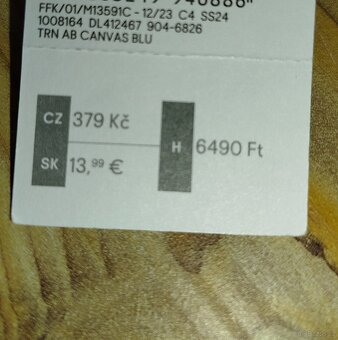 FFK/01/M13591C - 12/23 C4 SS24
1008164 DL412467 904-6826
TRN AB CANVAS BLU
CZ 379 Kč
H 6490 Ft
SK 13,99 €